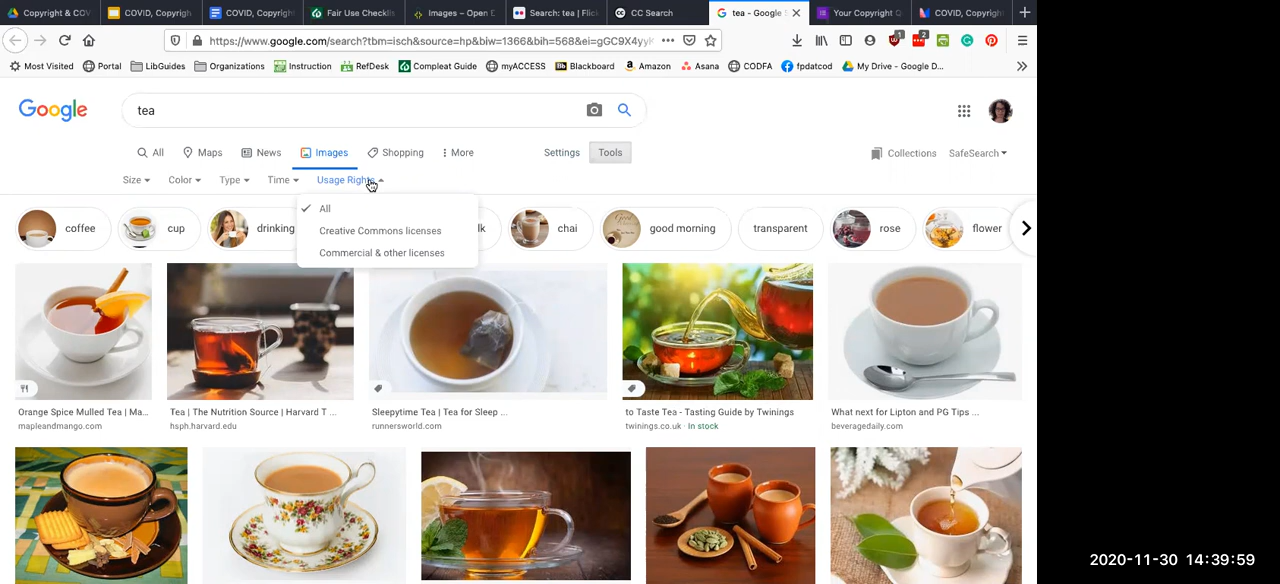 Copyright & COV COVID, Copyrigh COVID, Copyright Fair Use Checklis Images – Open E Search: tea | Flick CC Search tea - Google S Your Copyright Q COVID, Copyrigh
https://www.google.com/search?tbm=isch&source=hp&biw=1366&bih=568&ei=gGC9X4yyK
Most Visited Portal LibGuides Organizations Instruction RefDesk Compleat Guide myACCESS Blackboard Amazon Asana CODFA fpdatcod My Drive - Google D...
Google tea
All Maps News Images Shopping More Settings Tools Collections SafeSearch
Size Color Type Time Usage Rights
All
Creative Commons licenses
Commercial & other licenses
coffee cup drinking lk chai good morning transparent rose flower
Orange Spice Mulled Tea | Ma... Tea | The Nutrition Source | Harvard T ... Sleepytime Tea | Tea for Sleep ... to Taste Tea - Tasting Guide by Twinings What next for Lipton and PG Tips ...
mapleandmango.com hsph.harvard.edu runnersworld.com twinings.co.uk · in stock beveragedaily.com
2020-11-30 14:39:59